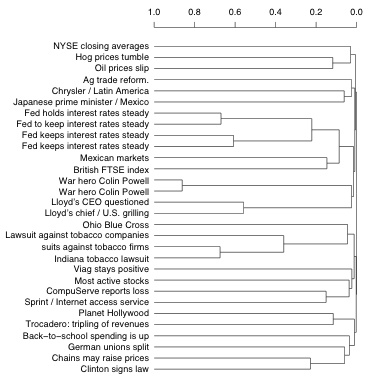 1.0 0.8 0.6 0.4 0.2 0.0
NYSE closing averages
Hog prices tumble
Oil prices slip
Ag trade reform.
Chrysler / Latin America
Japanese prime minister / Mexico
Fed holds interest rates steady
Fed to keep interest rates steady
Fed keeps interest rates steady
Fed keeps interest rates steady
Mexican markets
British FTSE index
War hero Colin Powell
War hero Colin Powell
Lloyd's CEO questioned
Lloyd's chief / U.S. grilling
Ohio Blue Cross
Lawsuit against tobacco companies
suits against tobacco firms
Indiana tobacco lawsuit
Viag stays positive
Most active stocks
CompuServe reports loss
Sprint / Internet access service
Planet Hollywood
Trocadero: tripling of revenues
Back−to−school spending is up
German unions split
Chains may raise prices
Clinton signs law